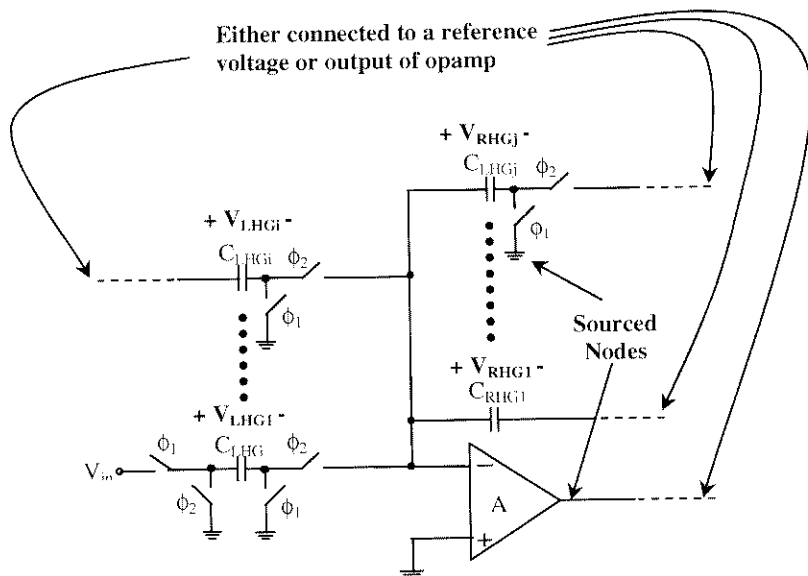 Either connected to a reference
voltage or output of opamp
+ V_RHGj -
C_LHGj
ϕ2
ϕ1
+ V_LHGi -
C_LHGi
ϕ2
ϕ1
Sourced
Nodes
+ V_RHG1 -
C_RHG1
+ V_LHG1 -
C_LHG
ϕ1
ϕ2
V_in
ϕ2
ϕ1
−
A
+